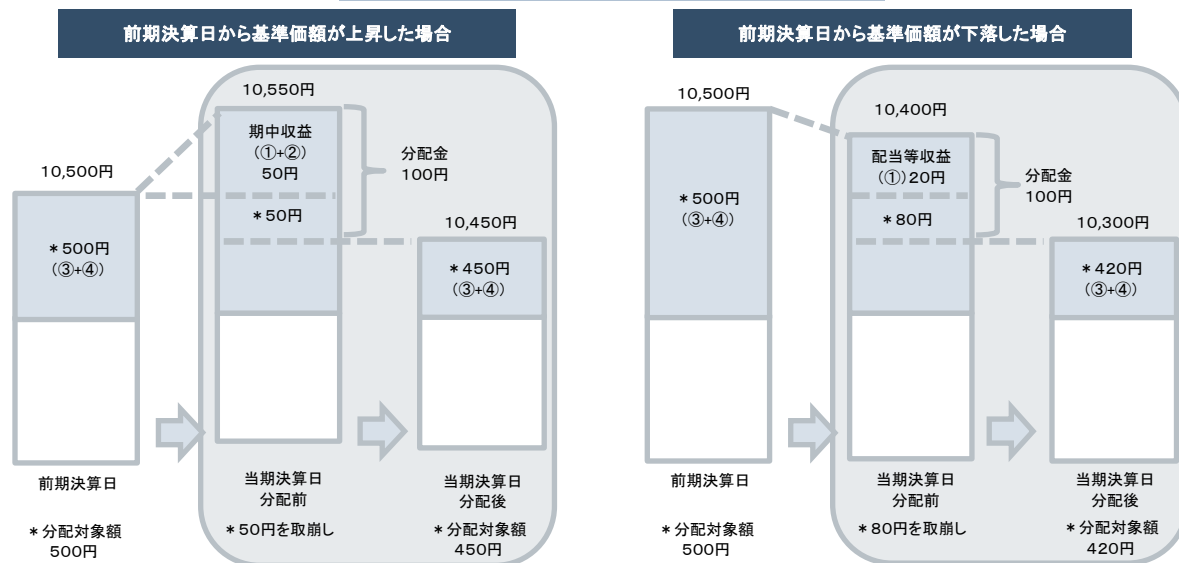 前期決算日から基準価額が上昇した場合
10,550円
期中収益
(①+②)
50円
分配金
100円
10,500円
*50円
10,450円
*500円
(③+④)
*450円
(③+④)
前期決算日
当期決算日
分配前
当期決算日
分配後
*分配対象額
500円
*50円を取崩し
*分配対象額
450円
前期決算日から基準価額が下落した場合
10,500円
10,400円
配当等収益
(①)20円
分配金
100円
*500円
(③+④)
*80円
10,300円
*420円
(③+④)
前期決算日
当期決算日
分配前
当期決算日
分配後
*分配対象額
500円
*80円を取崩し
*分配対象額
420円